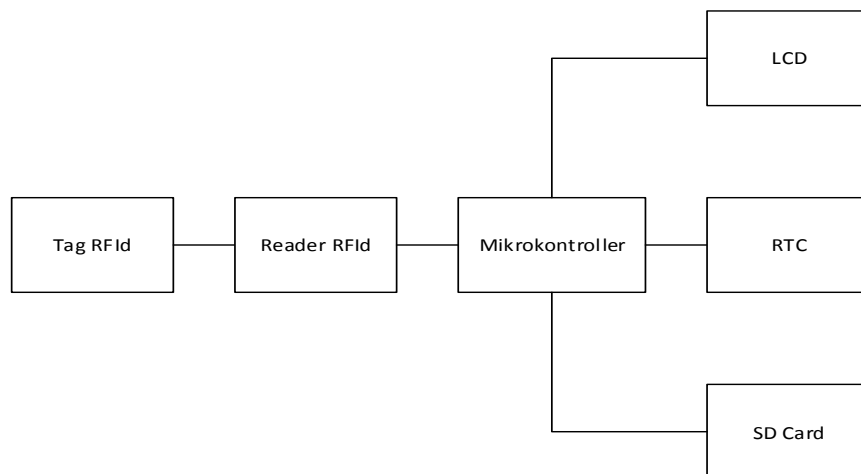 LCD
Tag RFId
Reader RFId
Mikrokontroller
RTC
SD Card